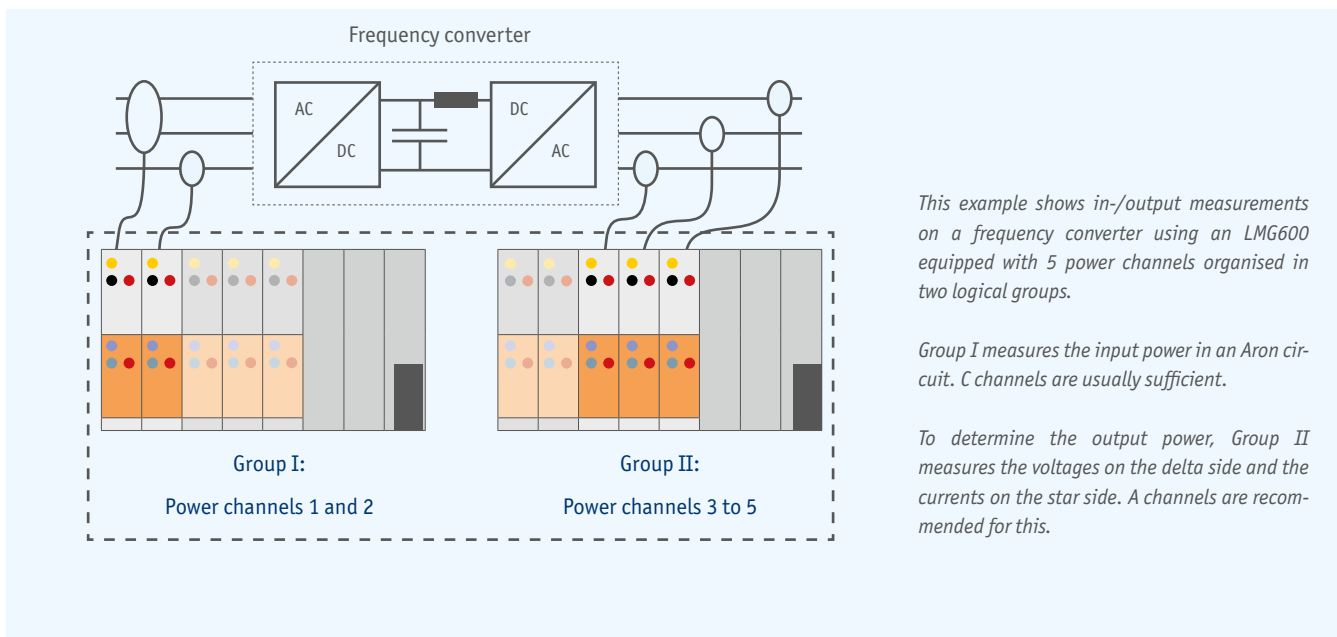 Frequency converter
AC
DC
DC
AC
This example shows in-/output measurements
on a frequency converter using an LMG600
equipped with 5 power channels organised in
two logical groups.
Group I measures the input power in an Aron cir-
cuit. C channels are usually sufficient.
To determine the output power, Group II
measures the voltages on the delta side and the
currents on the star side. A channels are recom-
mended for this.
Group I:
Power channels 1 and 2
Group II:
Power channels 3 to 5